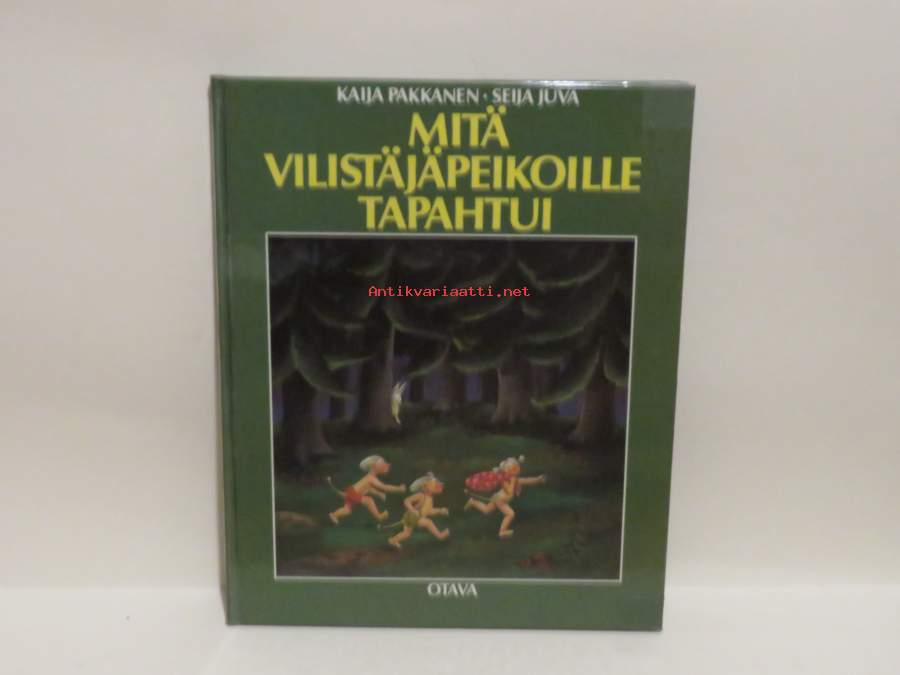 KAIJA PAKKANEN · SEIJA JUVA
MITÄ
VILISTÄJÄPEIKOILLE
TAPAHTUI
Antikvariaatti.net
OTAVA